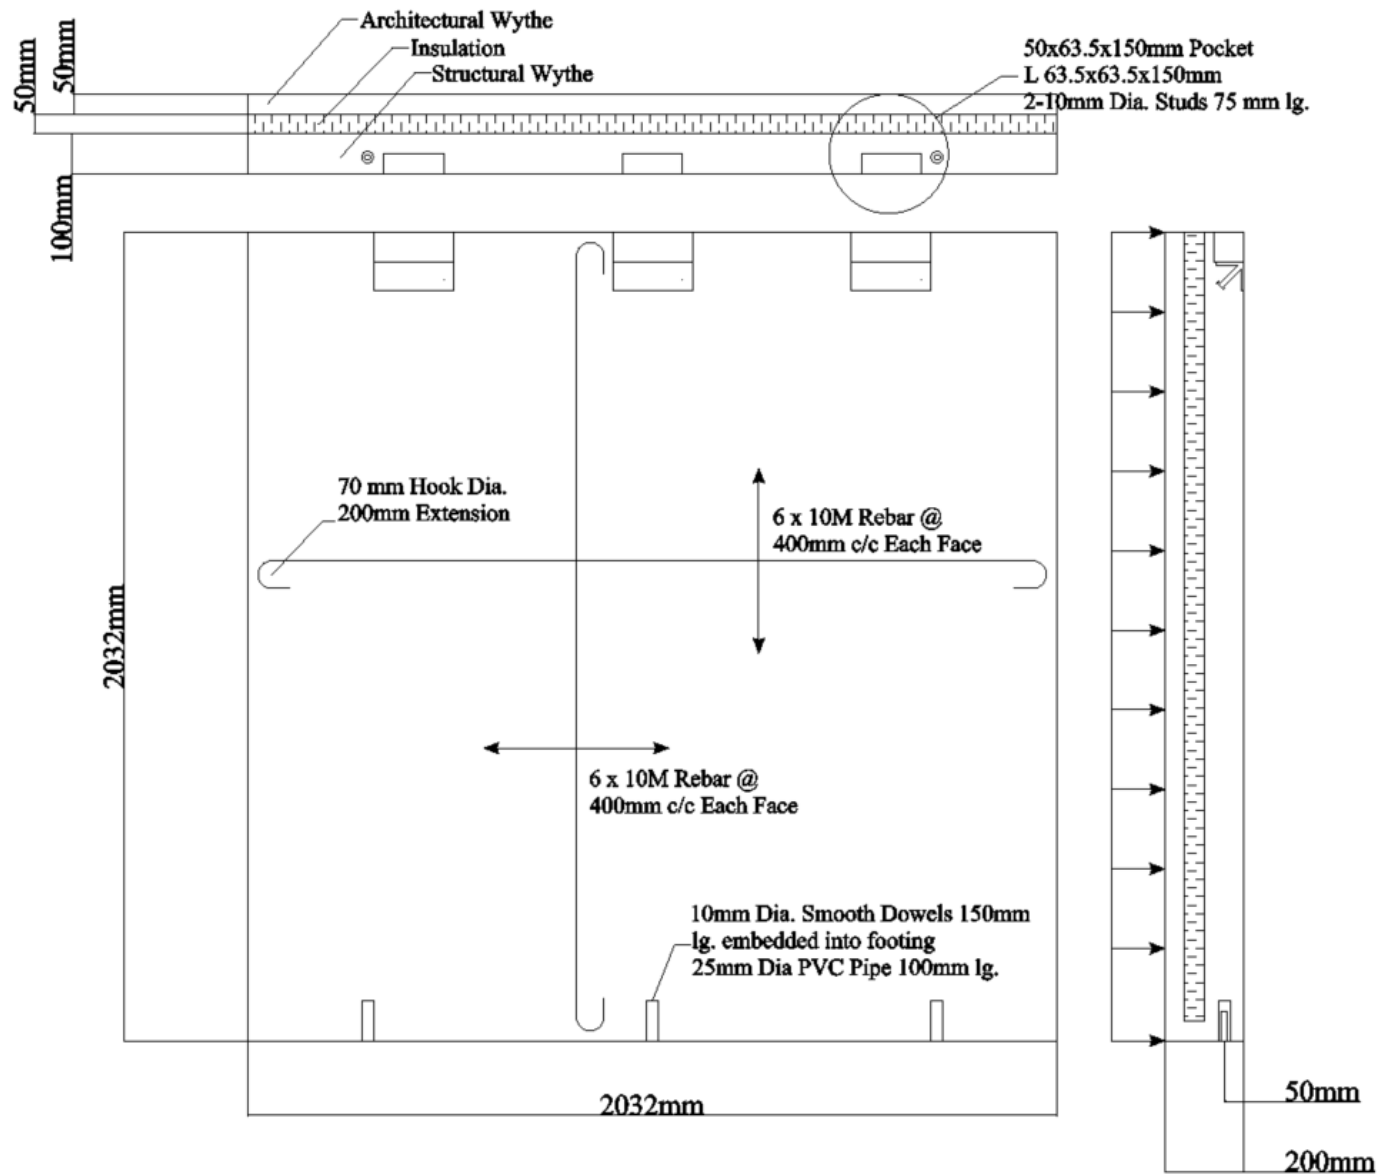 Architectural Wythe
Insulation
Structural Wythe
50mm
50mm
100mm
50x63.5x150mm Pocket
L 63.5x63.5x150mm
2-10mm Dia. Studs 75 mm lg.
70 mm Hook Dia.
200mm Extension
6 x 10M Rebar @
400mm c/c Each Face
2032mm
6 x 10M Rebar @
400mm c/c Each Face
10mm Dia. Smooth Dowels 150mm
lg. embedded into footing
25mm Dia PVC Pipe 100mm lg.
2032mm
50mm
200mm